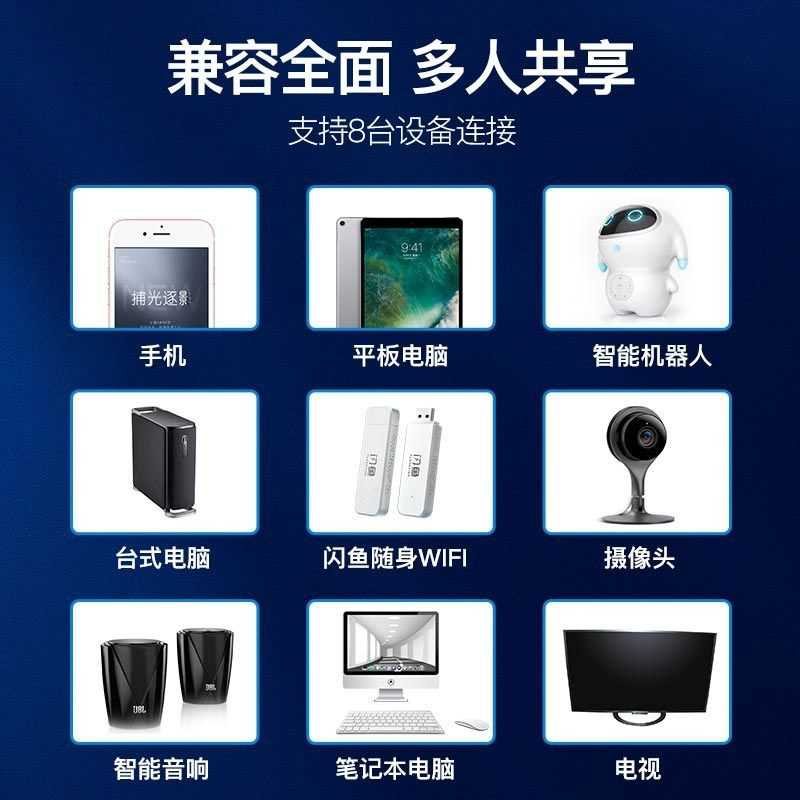 兼容全面 多人共享
支持8台设备连接
捕光逐影
9:41
手机
平板电脑
智能机器人
闪鱼
台式电脑
闪鱼随身WIFI
摄像头
JBL
JBL
智能音响
笔记本电脑
电视